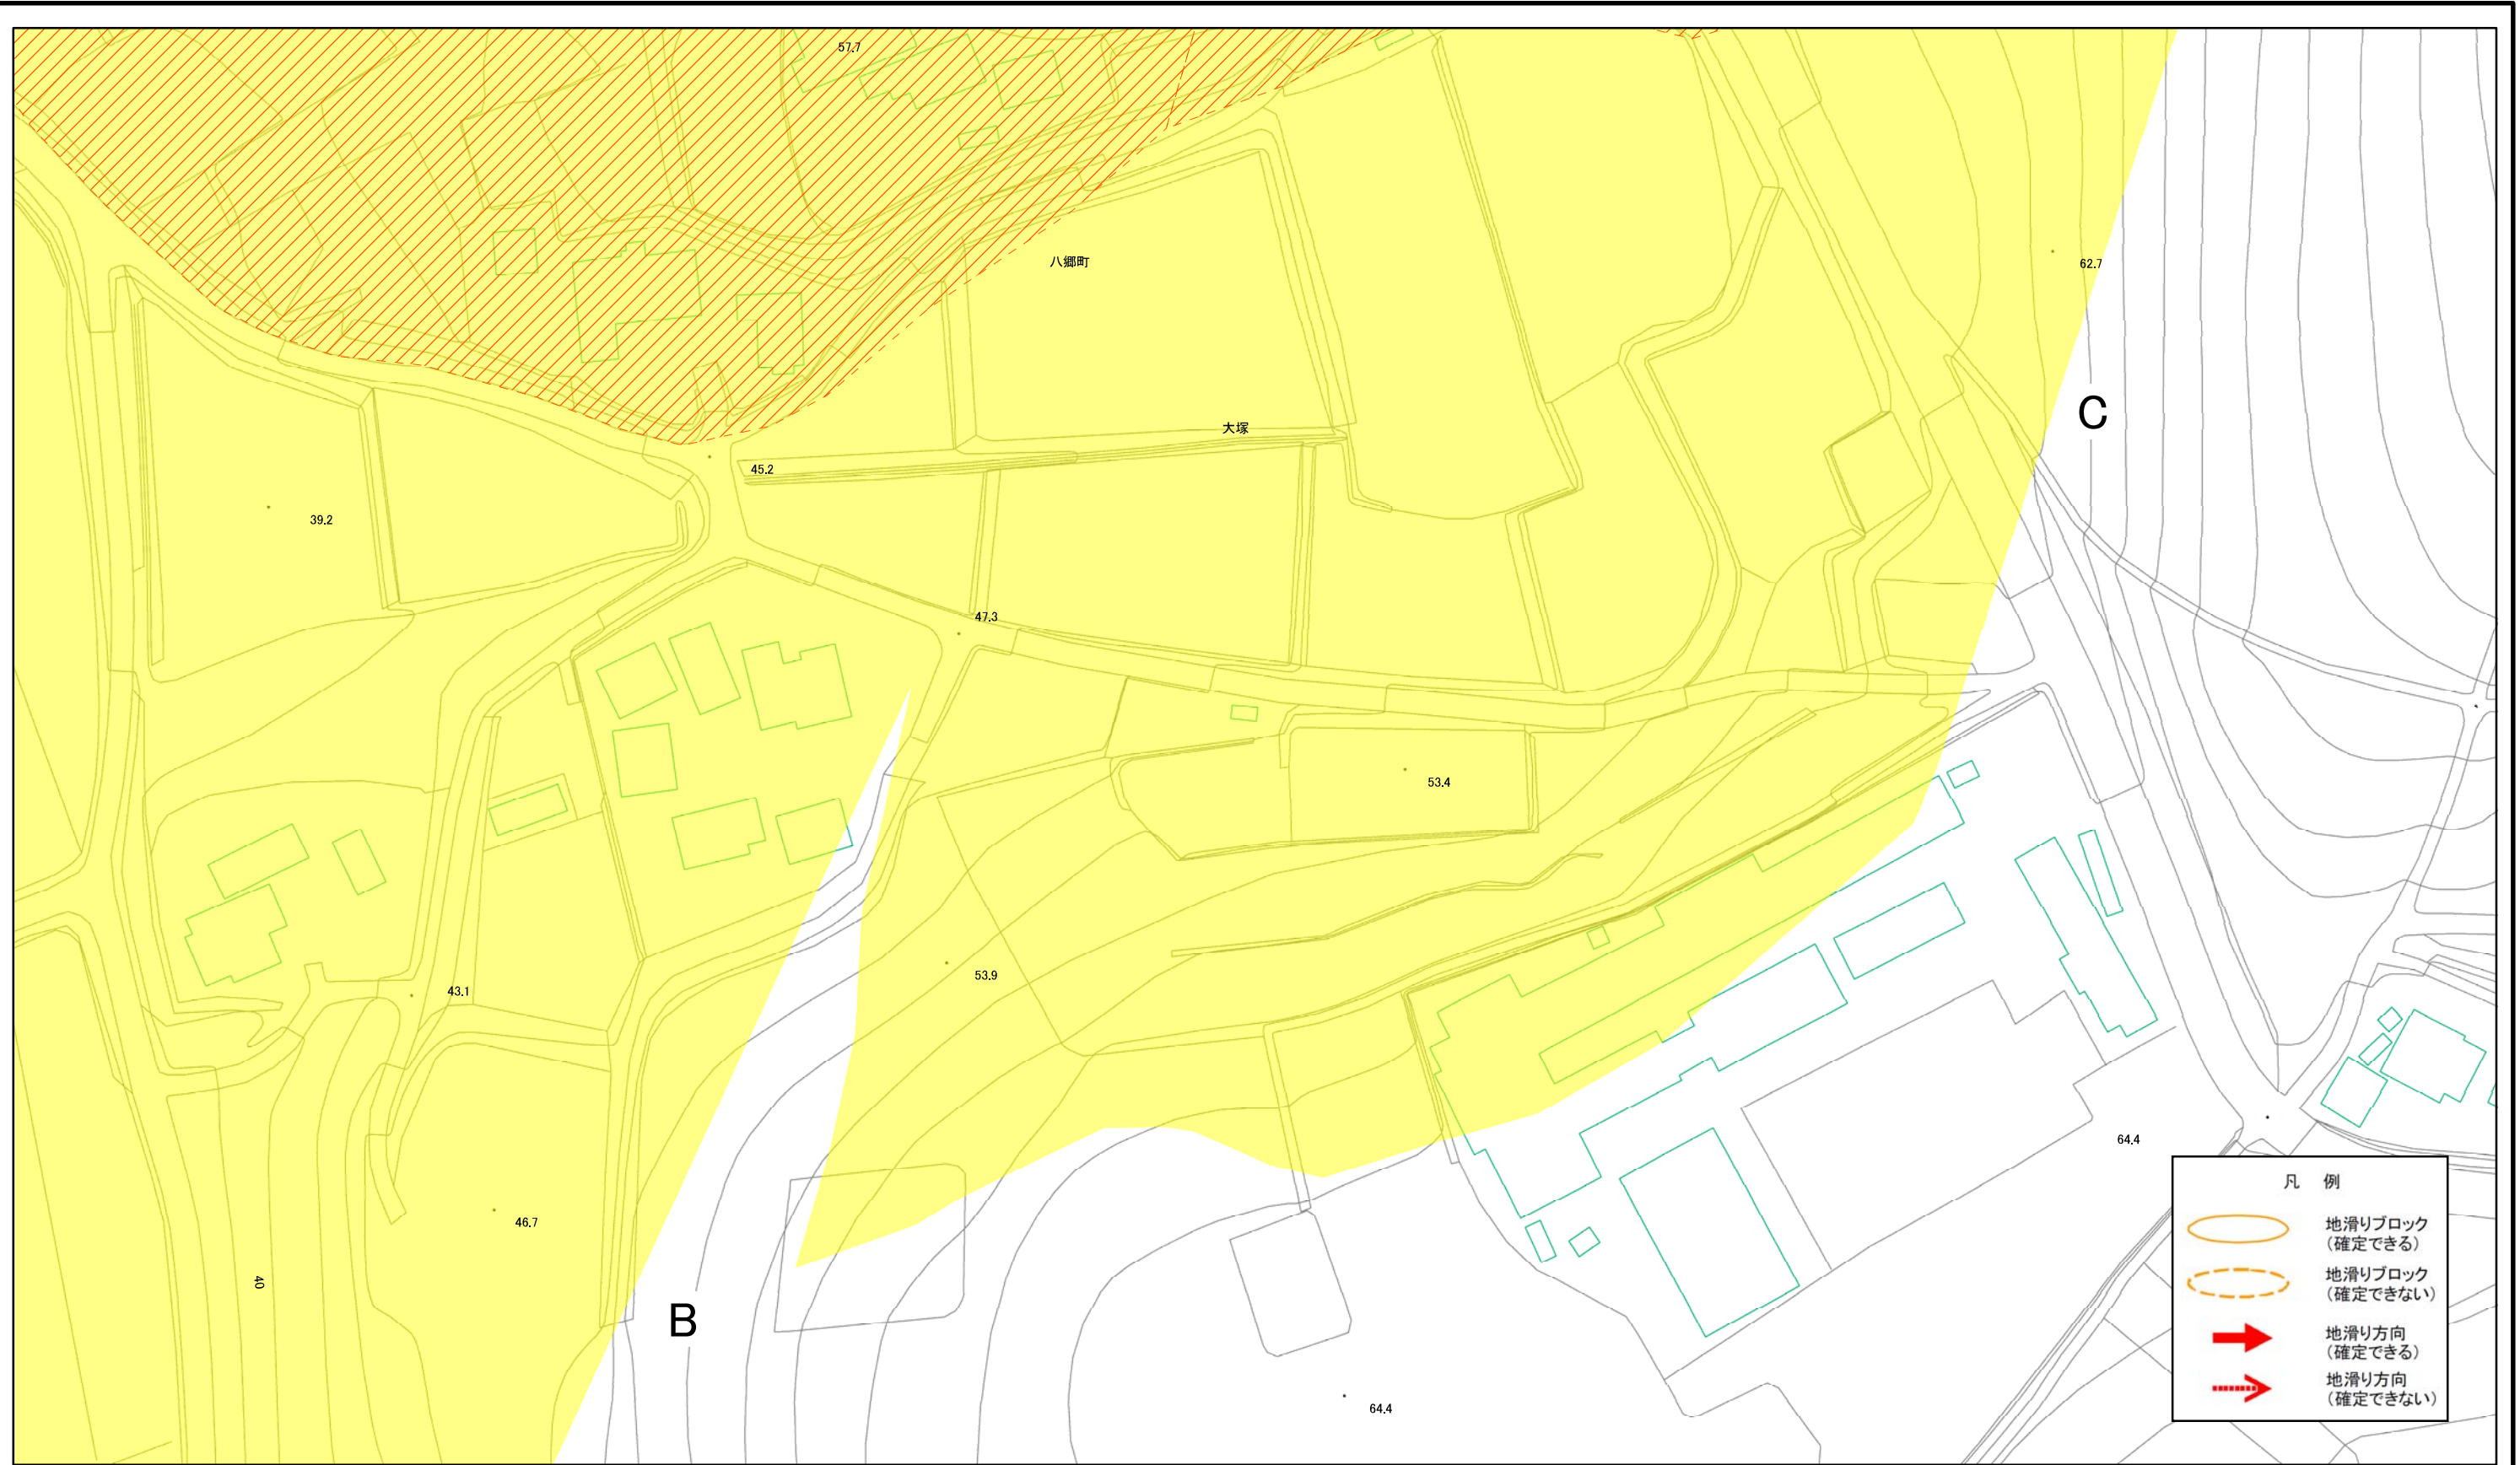 57.7
八郷町
62.7
C
大塚
45.2
39.2
47.3
53.4
53.9
43.1
64.4
46.7
40
B
64.4
凡 例
地滑りブロック
（確定できる）
地滑りブロック
（確定できない）
地滑り方向
（確定できる）
地滑り方向
（確定できない）